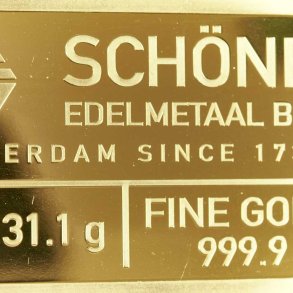 SCHÖNE
EDELMETAAL B
ERDAM SINCE 17
31.1 g
FINE GO
999.9